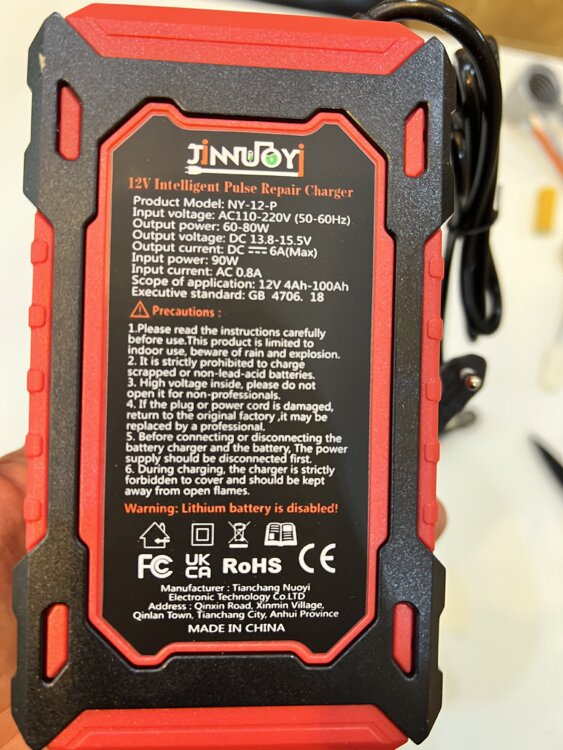 JINNUOYi
12V Intelligent Pulse Repair Charger
Product Model: NY-12-P
Input voltage: AC110-220V (50-60Hz)
Output power: 60-80W
Output voltage: DC 13.8-15.5V
Output current: DC ⎓ 6A(Max)
Input power: 90W
Input current: AC 0.8A
Scope of application: 12V 4Ah-100Ah
Executive standard: GB 4706. 18
Precautions :
1.Please read the instructions carefully
before use.This product is limited to
indoor use, beware of rain and explosion.
2. It is strictly prohibited to charge
scrapped or non-lead-acid batteries.
3. High voltage inside, please do not
open it for non-professionals.
4. If the plug or power cord is damaged,
return to the original factory ,it may be
replaced by a professional.
5. Before connecting or disconnecting the
battery charger and the battery, The power
supply should be disconnected first.
6. During charging, the charger is strictly
forbidden to cover and should be kept
away from open flames.
Warning: Lithium battery is disabled!
FC UK CA RoHS CE
Manufacturer : Tianchang Nuoyi
Electronic Technology Co.LTD
Address : Qinxin Road, Xinmin Village,
Qinlan Town, Tianchang City, Anhui Province
MADE IN CHINA